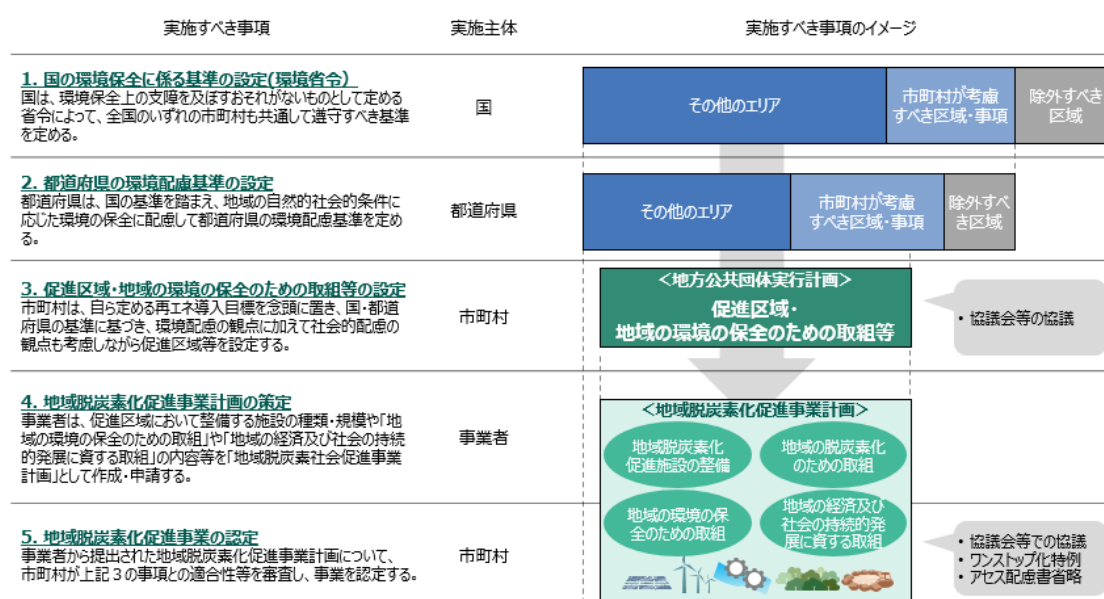 実施すべき事項
実施主体
実施すべき事項のイメージ
1. 国の環境保全に係る基準の設定(環境省令）
国は、環境保全上の支障を及ぼすおそれがないものとして定める
省令によって、全国のいずれの市町村も共通して遵守すべき基準
を定める。
国
その他のエリア
市町村が考慮
すべき区域・事項
除外すべき
区域
2. 都道府県の環境配慮基準の設定
都道府県は、国の基準を踏まえ、地域の自然的社会的条件に
応じた環境の保全に配慮して都道府県の環境配慮基準を定め
る。
都道府県
その他のエリア
市町村が考慮
すべき区域・事項
除外すべ
き区域
3. 促進区域・地域の環境の保全のための取組等の設定
市町村は、自ら定める再エネ導入目標を念頭に置き、国・都道
府県の基準に基づき、環境配慮の観点に加えて社会的配慮の
観点も考慮しながら促進区域等を設定する。
市町村
＜地方公共団体実行計画＞
促進区域・
地域の環境の保全のための取組等
・協議会等の協議
4. 地域脱炭素化促進事業計画の策定
事業者は、促進区域において整備する施設の種類・規模や「地
域の環境の保全のための取組」や「地域の経済及び社会の持続
的発展に資する取組」の内容等を「地域脱炭素社会促進事業
計画」として作成・申請する。
事業者
＜地域脱炭素化促進事業計画＞
地域脱炭素化
促進施設の整備
地域の脱炭素化
のための取組
地域の環境の保
全のための取組
地域の経済及び
社会の持続的発
展に資する取組
5. 地域脱炭素化促進事業の認定
事業者から提出された地域脱炭素化促進事業計画について、
市町村が上記３の事項との適合性等を審査し、事業を認定する。
市町村
・協議会等での協議
・ワンストップ化特例
・アセス配慮書省略